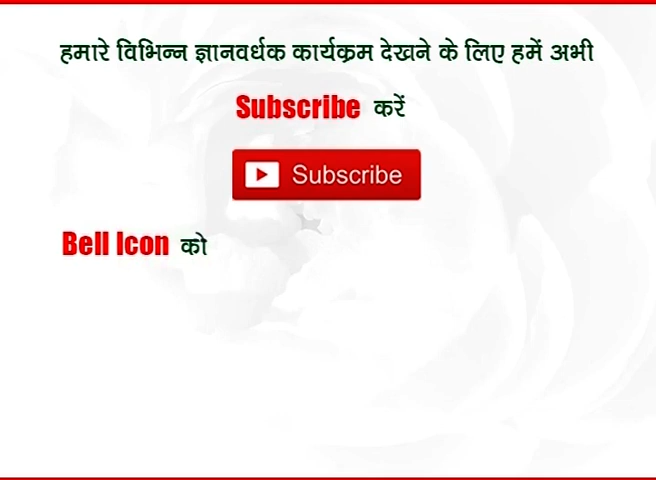 हमारे विभिन्न ज्ञानवर्धक कार्यक्रम देखने के लिए हमें अभी
Subscribe करें
Subscribe
Bell Icon को